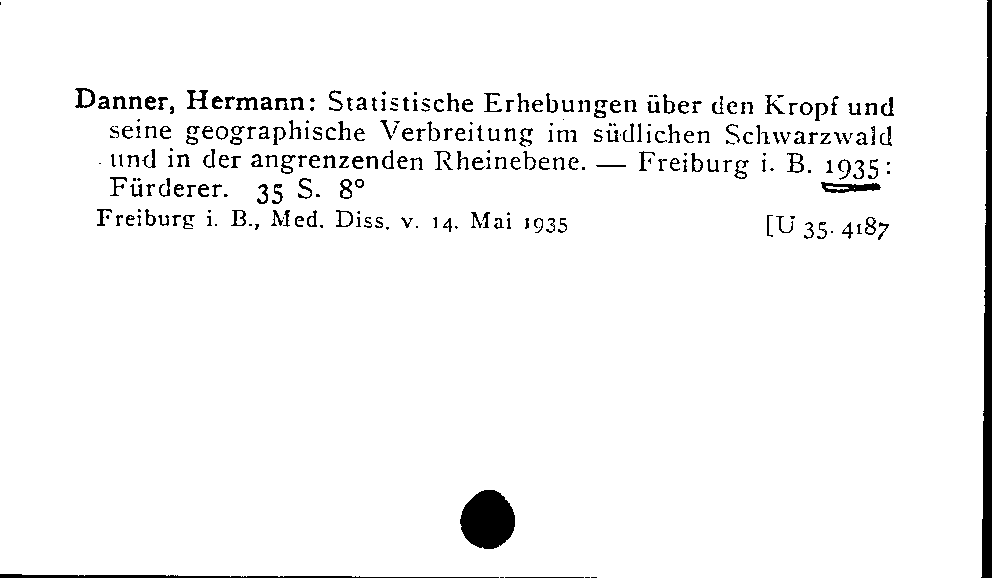 Danner, Hermann: Statistische Erhebungen über den Kropf und
seine geographische Verbreitung im südlichen Schwarzwald
und in der angrenzenden Rheinebene. — Freiburg i. B. 1935:
Fürderer. 35 S. 8°
Freiburg i. B., Med. Diss. v. 14. Mai 1935 [U 35. 4187